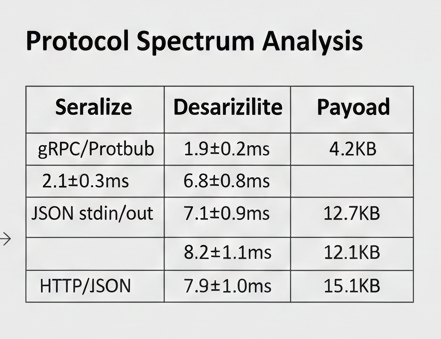 Protocol Spectrum Analysis
Seralize Desarizilite Payoad
gRPC/Protbub 1.9±0.2ms 4.2KB
2.1±0.3ms 6.8±0.8ms
JSON stdin/out 7.1±0.9ms 12.7KB
8.2±1.1ms 12.1KB
HTTP/JSON 7.9±1.0ms 15.1KB